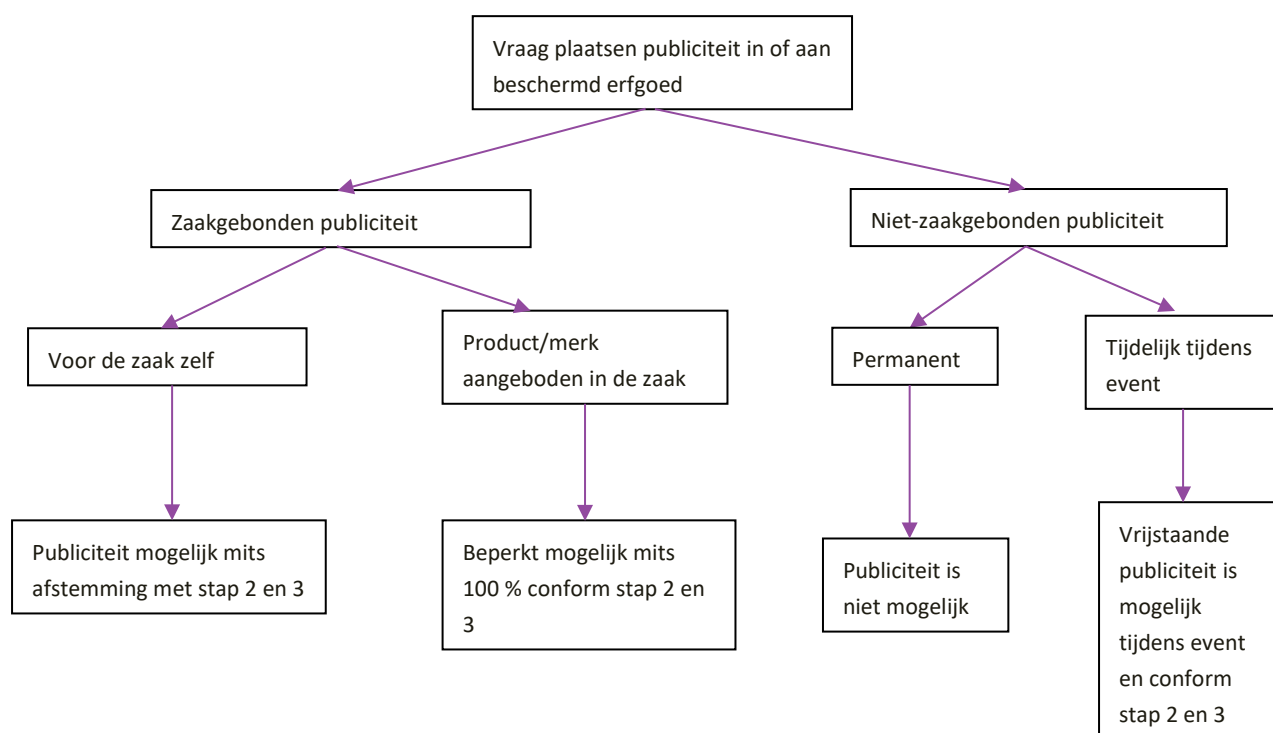 Vraag plaatsen publiciteit in of aan
beschermd erfgoed
Zaakgebonden publiciteit
Niet-zaakgebonden publiciteit
Voor de zaak zelf
Product/merk
aangeboden in de zaak
Permanent
Tijdelijk tijdens
event
Publiciteit mogelijk mits
afstemming met stap 2 en 3
Beperkt mogelijk mits
100 % conform stap 2 en
3
Publiciteit is
niet mogelijk
Vrijstaande
publiciteit is
mogelijk
tijdens event
en conform
stap 2 en 3